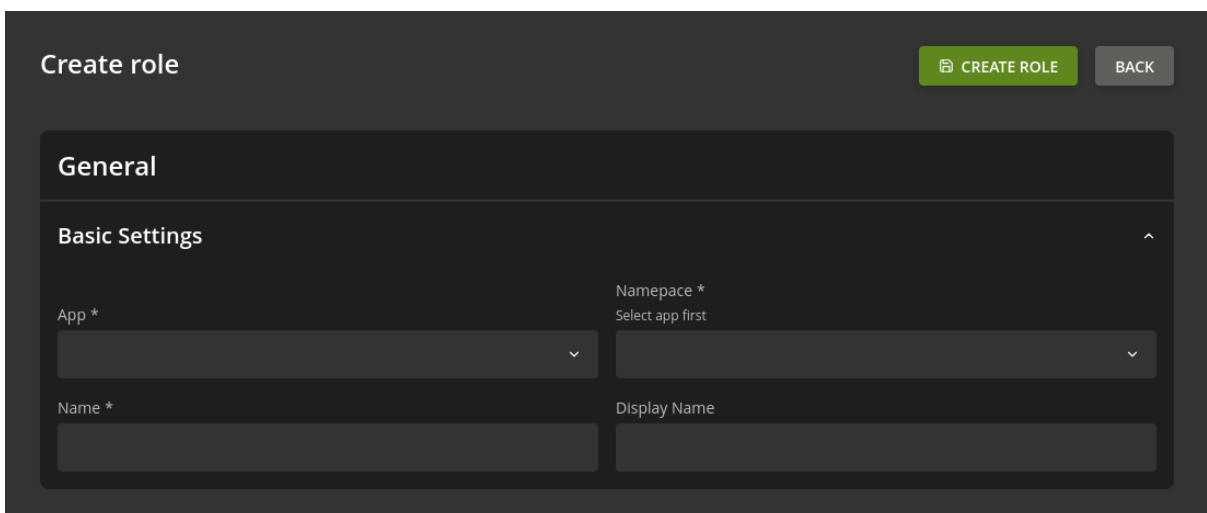 Create role
CREATE ROLE
BACK
General
Basic Settings
App *
Namepace *
Select app first
Name *
Display Name